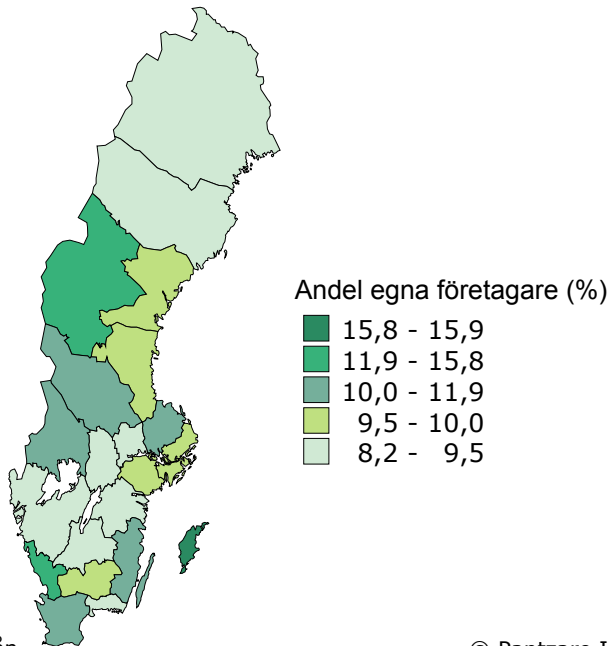 Andel egna företagare (%)
15,8 - 15,9
11,9 - 15,8
10,0 - 11,9
9,5 - 10,0
8,2 - 9,5